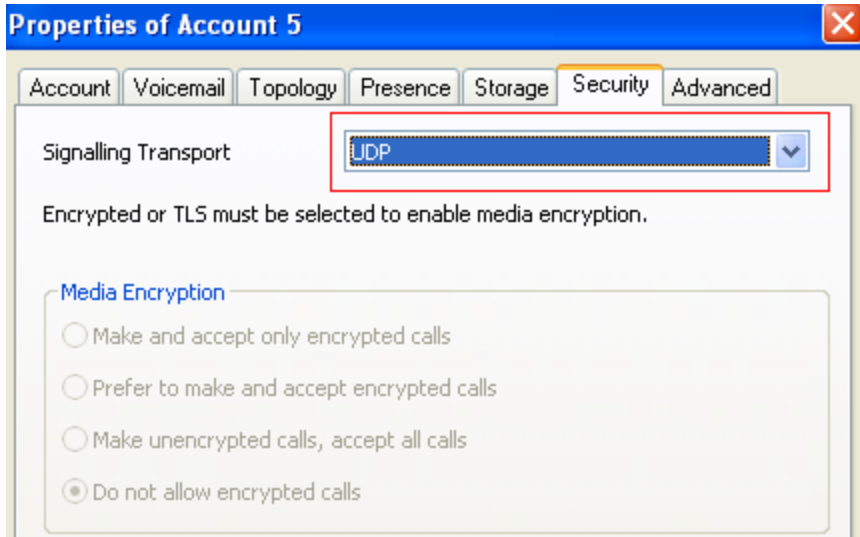 Properties of Account 5
Account Voicemail Topology Presence Storage Security Advanced
Signalling Transport UDP
Encrypted or TLS must be selected to enable media encryption.
Media Encryption
Make and accept only encrypted calls
Prefer to make and accept encrypted calls
Make unencrypted calls, accept all calls
Do not allow encrypted calls